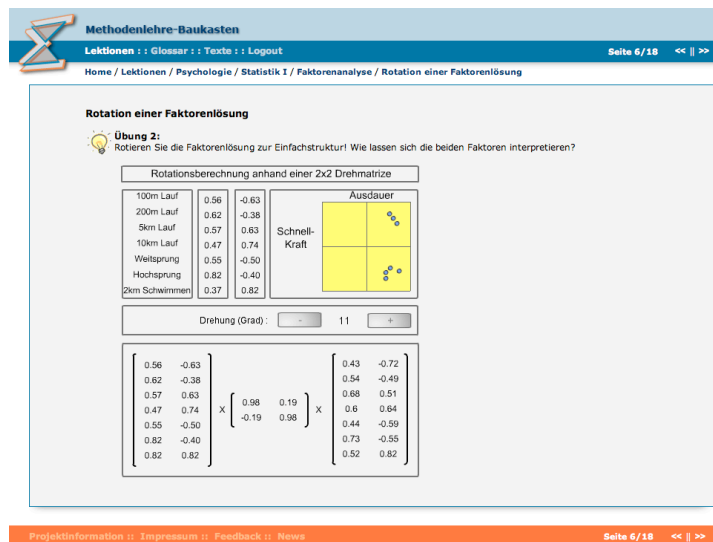 Methodenlehre-Baukasten
Lektionen : : Glossar : : Texte : : Logout
Seite 6/18 << || >>
Home / Lektionen / Psychologie / Statistik I / Faktorenanalyse / Rotation einer Faktorenlösung
Rotation einer Faktorenlösung
Übung 2:
Rotieren Sie die Faktorenlösung zur Einfachstruktur! Wie lassen sich die beiden Faktoren interpretieren?
Rotationsberechnung anhand einer 2x2 Drehmatrize
100m Lauf 0.56 -0.63
200m Lauf 0.62 -0.38
5km Lauf 0.57 0.63
10km Lauf 0.47 0.74
Weitsprung 0.55 -0.50
Hochsprung 0.82 -0.40
2km Schwimmen 0.37 0.82
Ausdauer
Schnell-
Kraft
Drehung (Grad) : - 11 +
0.56 -0.63
0.62 -0.38
0.57 0.63
0.47 0.74
0.55 -0.50
0.82 -0.40
0.82 0.82
X
0.98 0.19
-0.19 0.98
X
0.43 -0.72
0.54 -0.49
0.68 0.51
0.6 0.64
0.44 -0.59
0.73 -0.55
0.52 0.82
Projektinformation :: Impressum :: Feedback :: News
Seite 6/18 << || >>